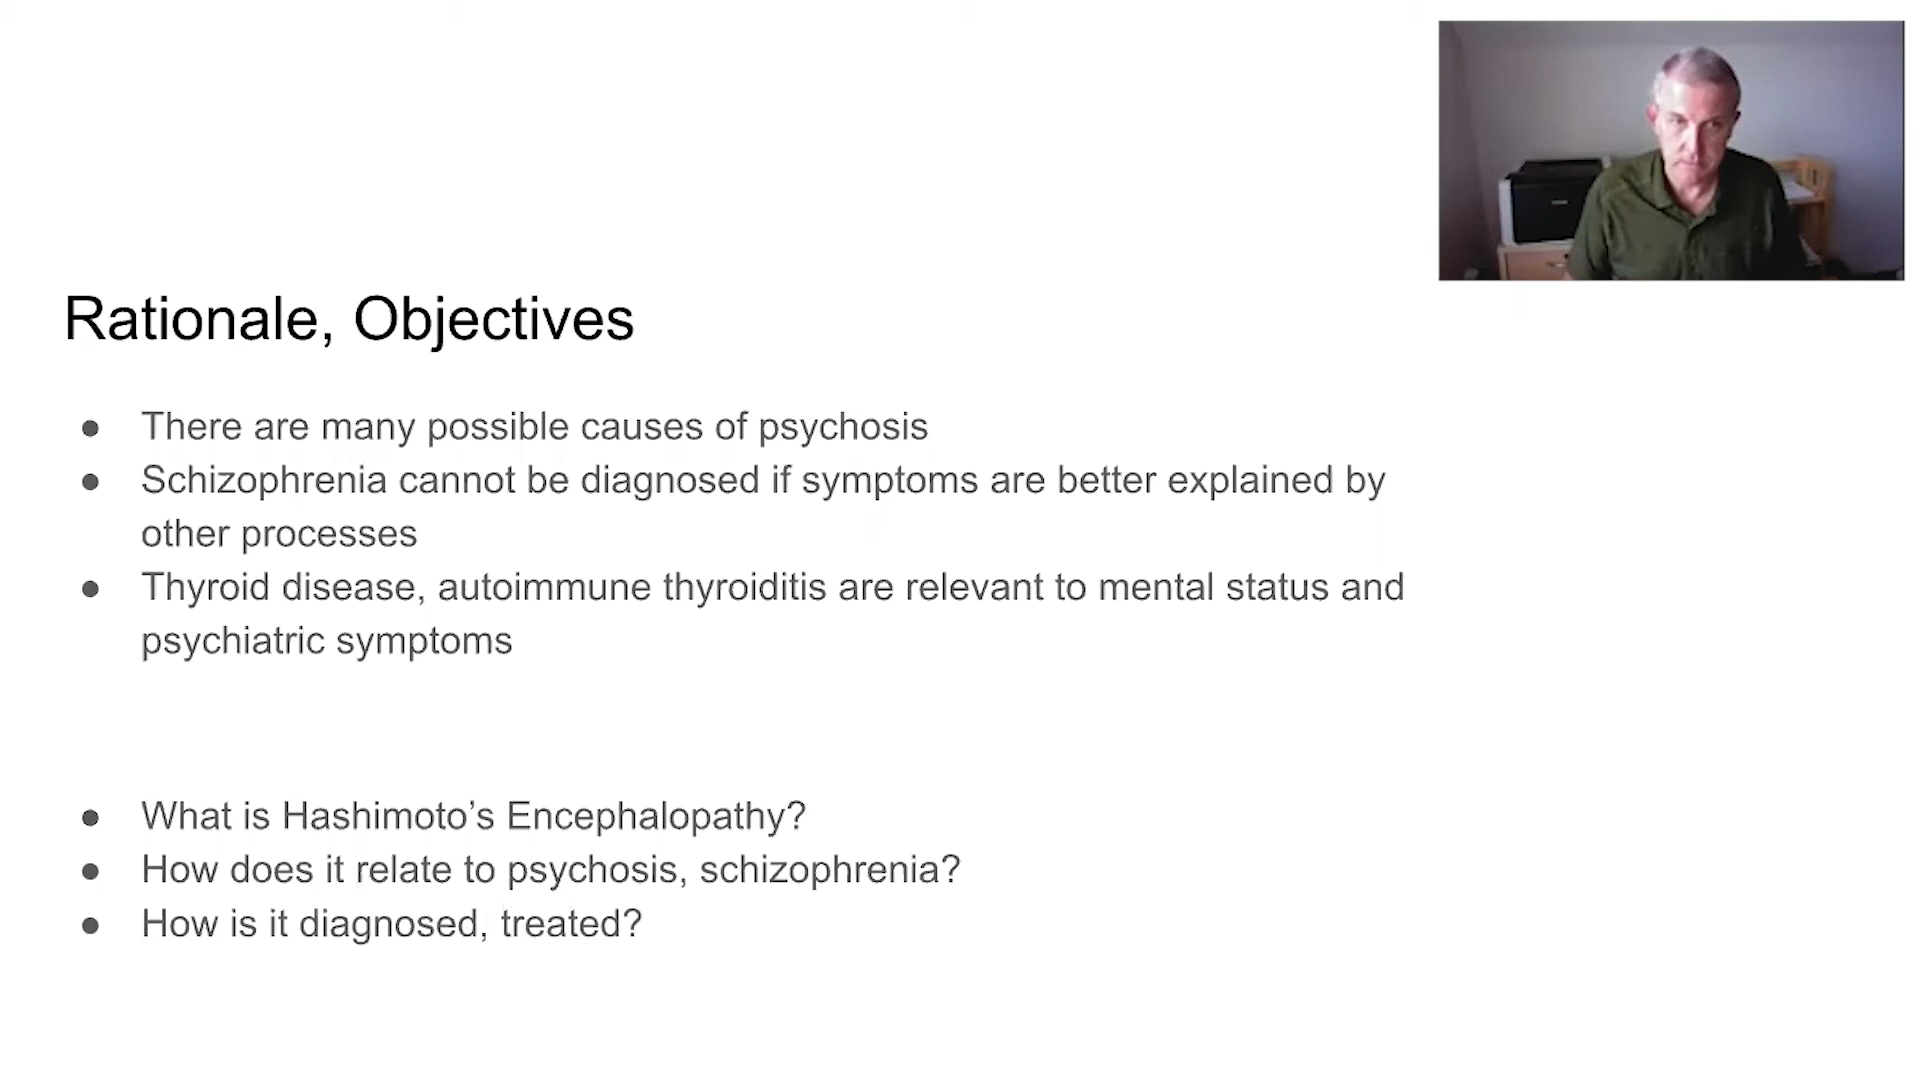 Rationale, Objectives
● There are many possible causes of psychosis
● Schizophrenia cannot be diagnosed if symptoms are better explained by
other processes
● Thyroid disease, autoimmune thyroiditis are relevant to mental status and
psychiatric symptoms
● What is Hashimoto’s Encephalopathy?
● How does it relate to psychosis, schizophrenia?
● How is it diagnosed, treated?